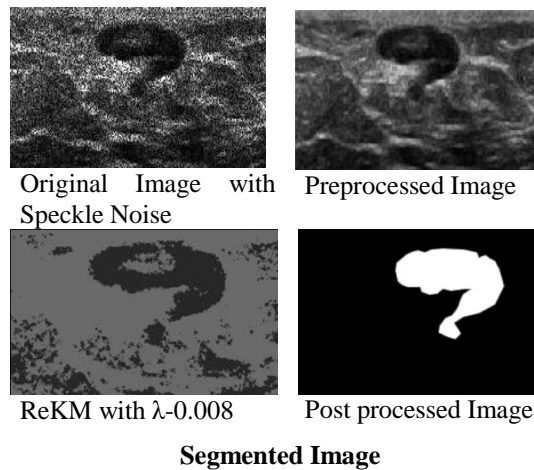 Original Image with
Speckle Noise
Preprocessed Image
ReKM with λ-0.008
Post processed Image
Segmented Image